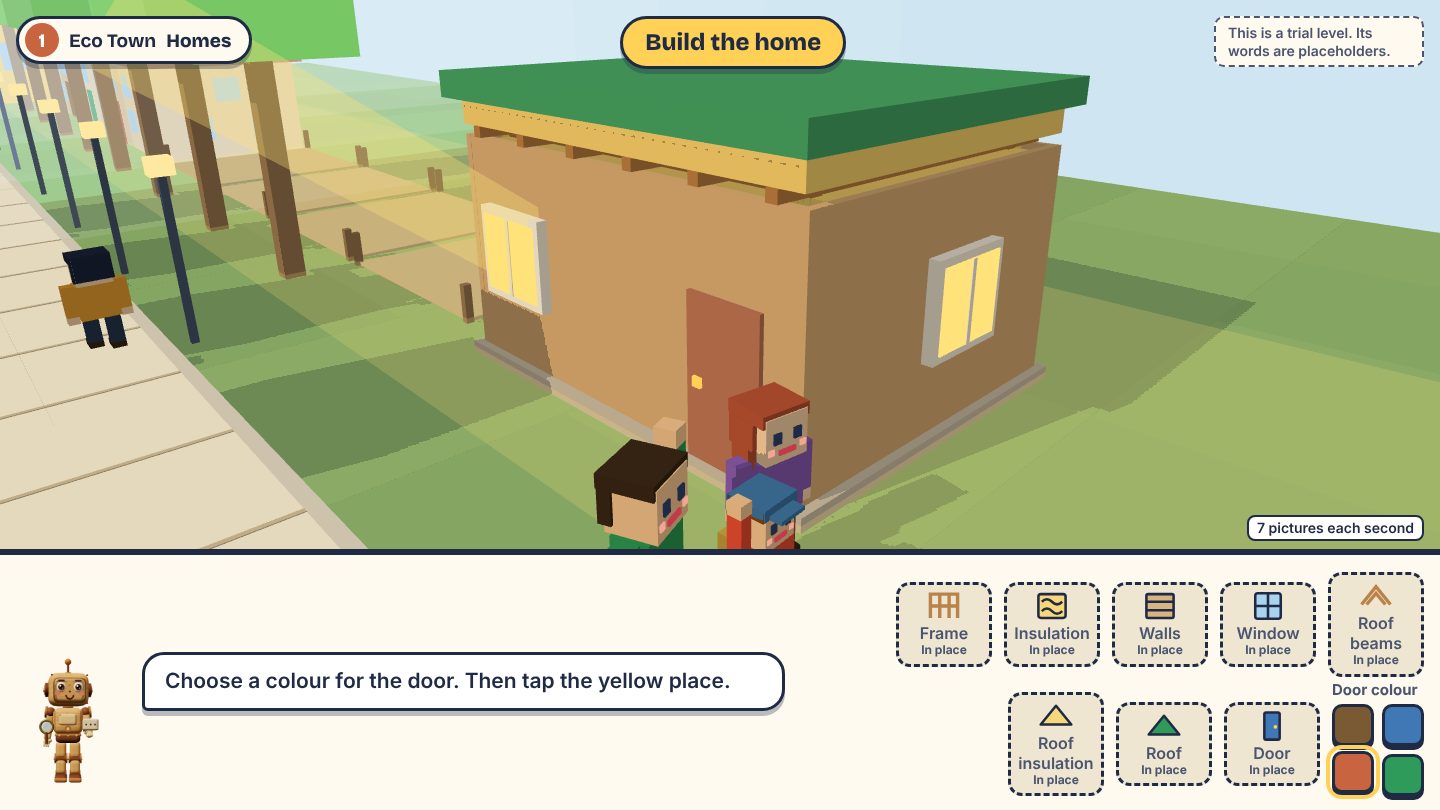 1 Eco Town Homes
Build the home
This is a trial level. Its
words are placeholders.
7 pictures each second
Choose a colour for the door. Then tap the yellow place.
Frame
In place
Insulation
In place
Walls
In place
Window
In place
Roof
beams
In place
Roof
insulation
In place
Roof
In place
Door
In place
Door colour